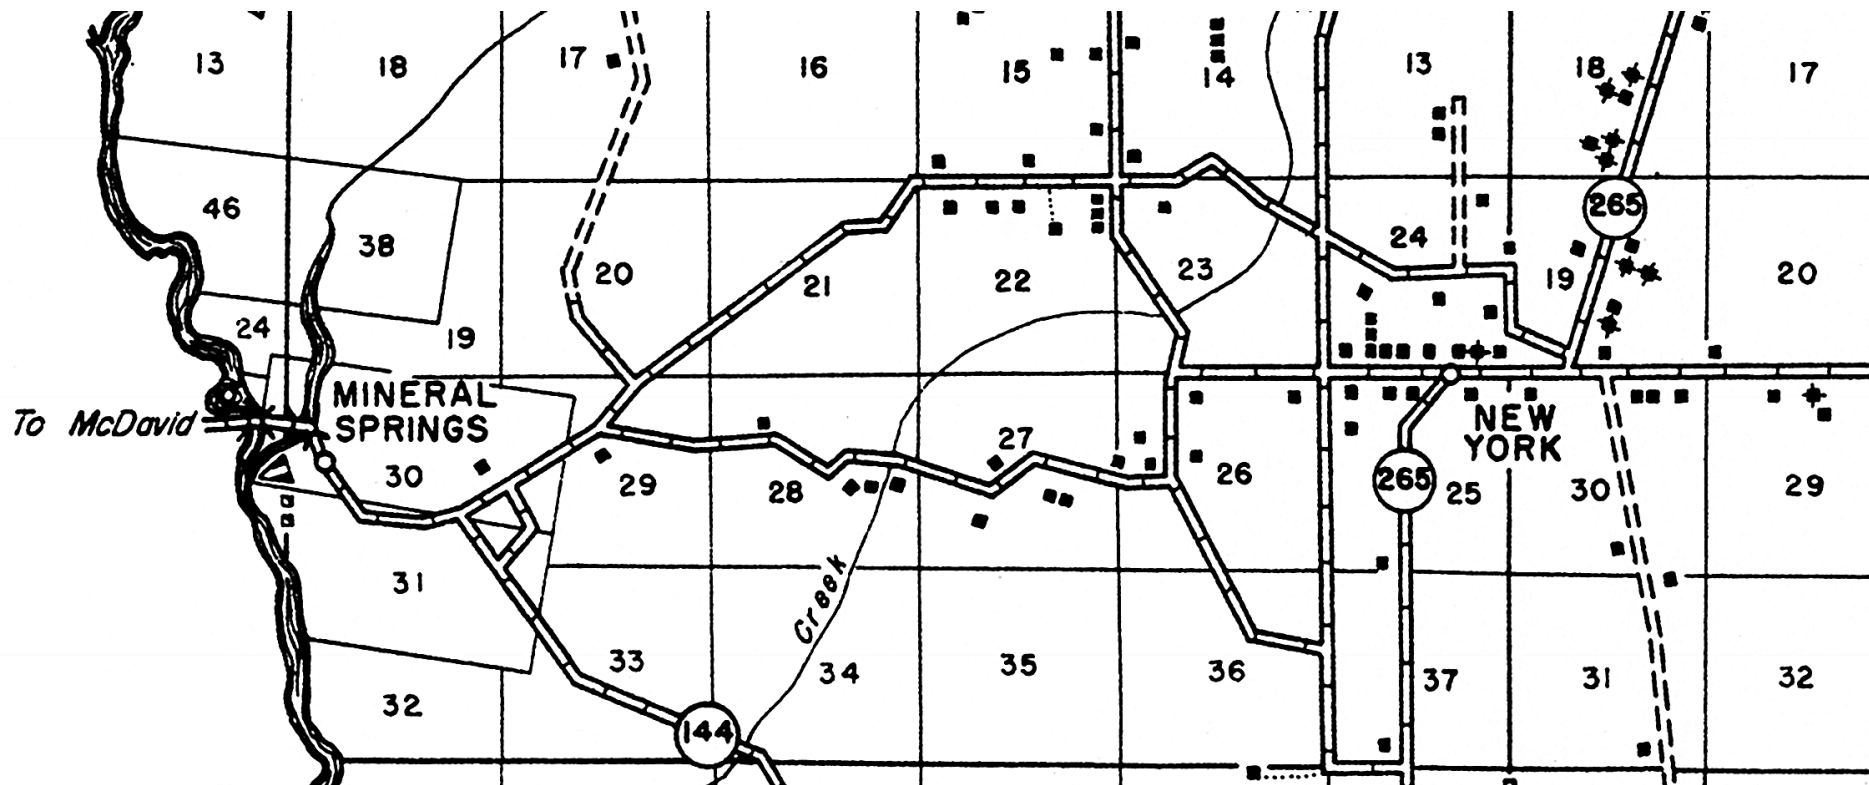 13 18 17 16 15 14 13 18 17
46 38 20 21 22 23 24 265 19 20
24 19
To McDavid
MINERAL
SPRINGS
30 29 28 27 26 265 25 30 29
NEW
YORK
31
Creek
32 33 34 35 36 37 31 32
144